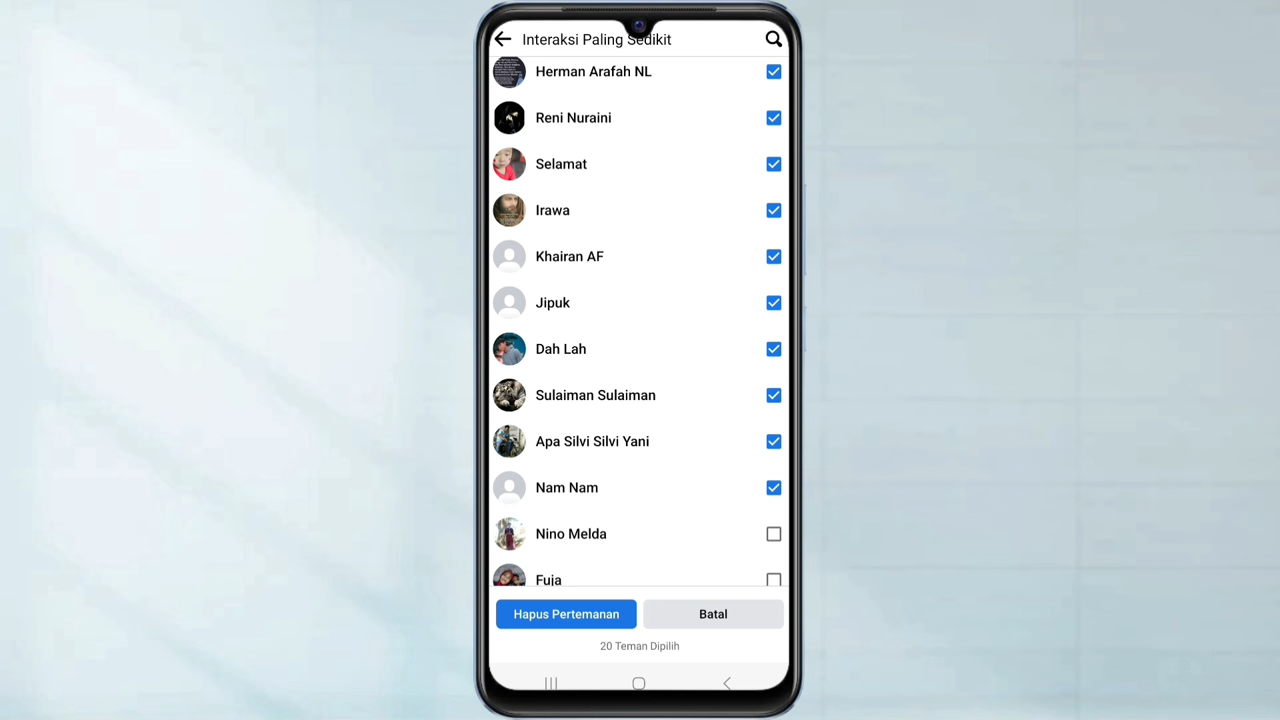 Interaksi Paling Sedikit
Herman Arafah NL
Reni Nuraini
Selamat
Irawa
Khairan AF
Jipuk
Dah Lah
Sulaiman Sulaiman
Apa Silvi Silvi Yani
Nam Nam
Nino Melda
Fuja
Hapus Pertemanan
Batal
20 Teman Dipilih